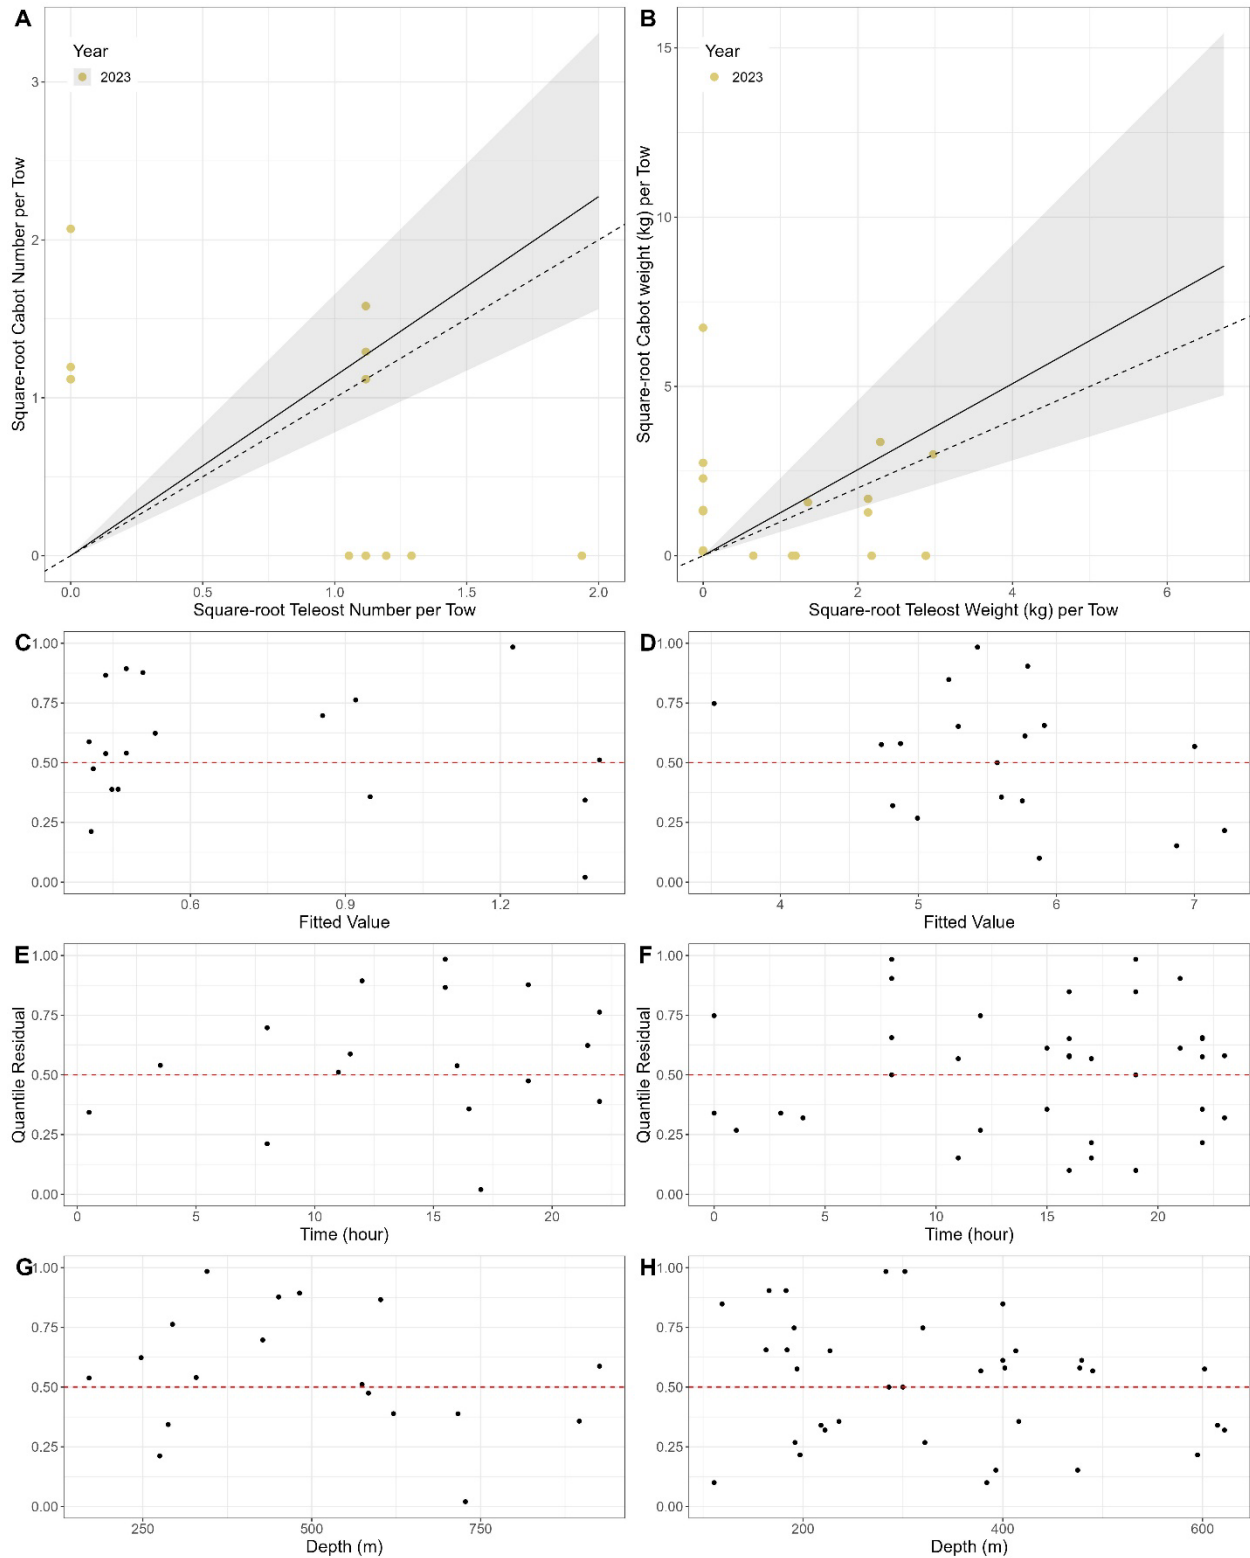 A
B
Year
2023
Year
2023
3
2
1
0
15
10
5
0
Square-root Cabot Number per Tow
Square-root Cabot weight (kg) per Tow
0.0 0.5 1.0 1.5 2.0
0 2 4 6
Square-root Teleost Number per Tow
Square-root Teleost Weight (kg) per Tow
C
D
1.00
0.75
0.50
0.25
0.00
1.00
0.75
0.50
0.25
0.00
0.6 0.9 1.2
4 5 6 7
Fitted Value
Fitted Value
E
F
1.00
0.75
0.50
0.25
0.00
1.00
0.75
0.50
0.25
0.00
Quantile Residual
Quantile Residual
0 5 10 15 20
0 5 10 15 20
Time (hour)
Time (hour)
G
H
1.00
0.75
0.50
0.25
0.00
1.00
0.75
0.50
0.25
0.00
250 500 750
200 400 600
Depth (m)
Depth (m)